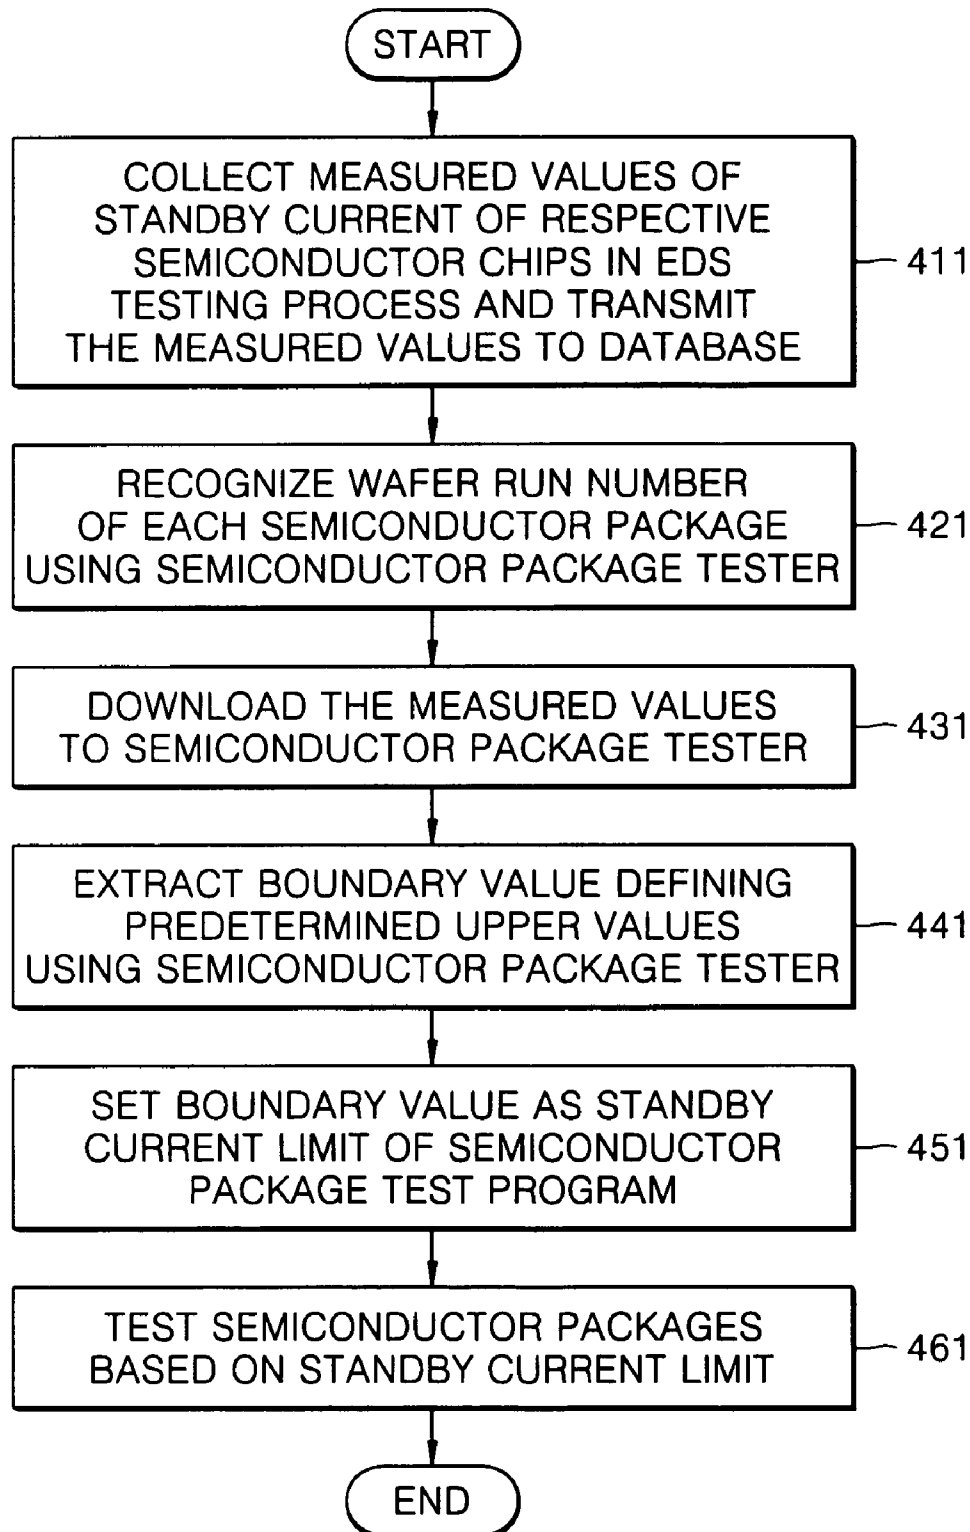 START
COLLECT MEASURED VALUES OF
STANDBY CURRENT OF RESPECTIVE
SEMICONDUCTOR CHIPS IN EDS
TESTING PROCESS AND TRANSMIT
THE MEASURED VALUES TO DATABASE
411
RECOGNIZE WAFER RUN NUMBER
OF EACH SEMICONDUCTOR PACKAGE
USING SEMICONDUCTOR PACKAGE TESTER
421
DOWNLOAD THE MEASURED VALUES
TO SEMICONDUCTOR PACKAGE TESTER
431
EXTRACT BOUNDARY VALUE DEFINING
PREDETERMINED UPPER VALUES
USING SEMICONDUCTOR PACKAGE TESTER
441
SET BOUNDARY VALUE AS STANDBY
CURRENT LIMIT OF SEMICONDUCTOR
PACKAGE TEST PROGRAM
451
TEST SEMICONDUCTOR PACKAGES
BASED ON STANDBY CURRENT LIMIT
461
END